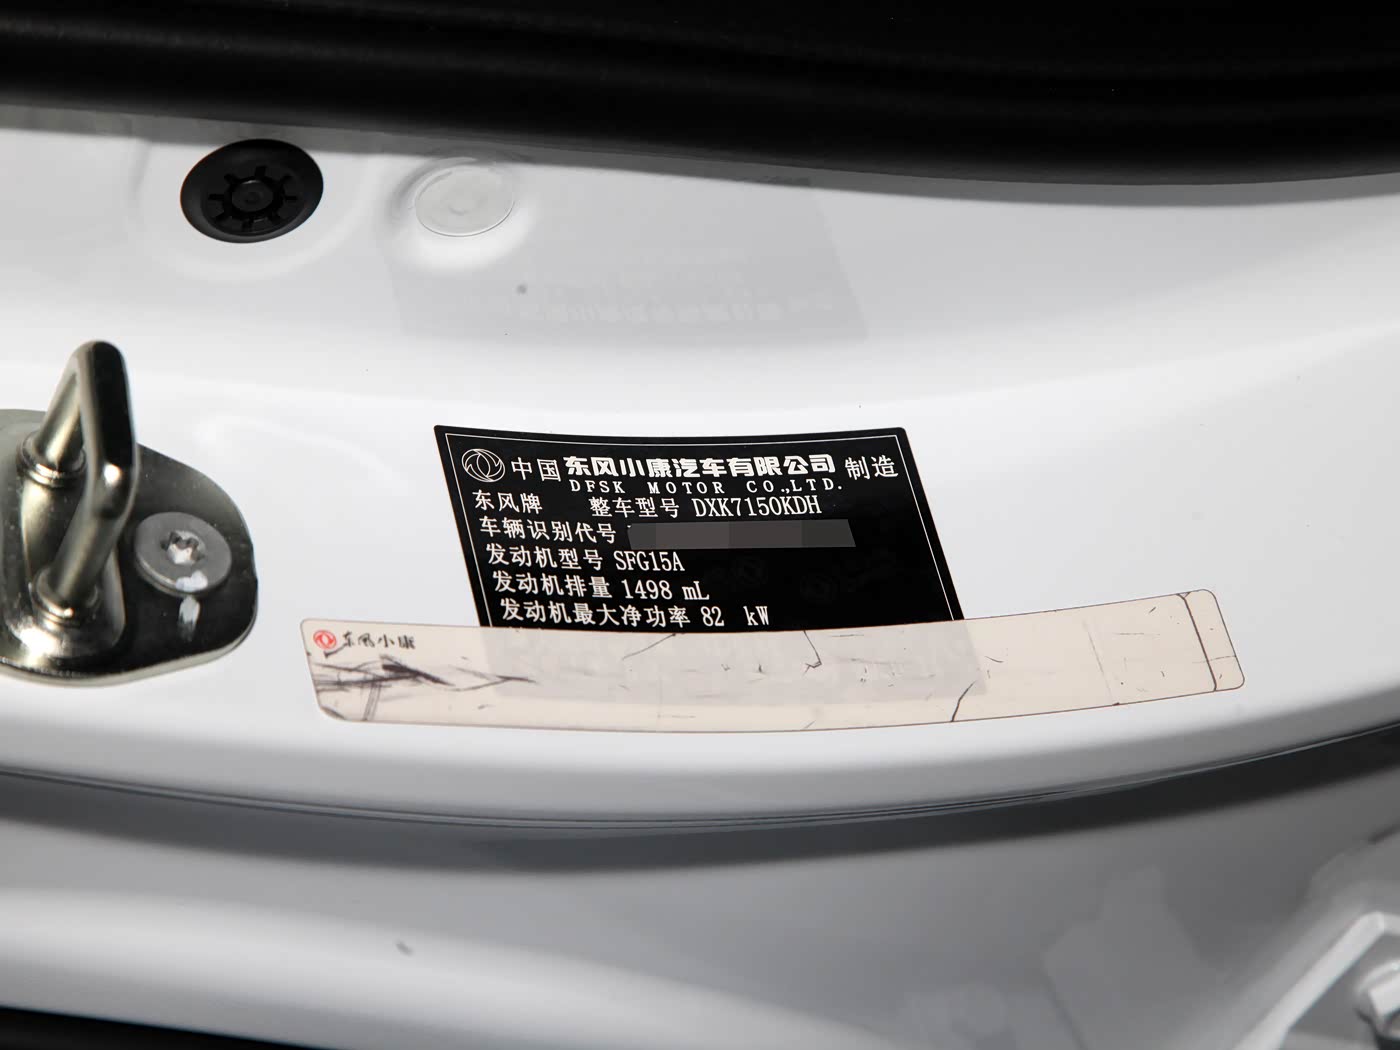 中国 东风小康汽车有限公司 制造
DFSK MOTOR CO.,LTD.
东风牌 整车型号 DXK7150KDH
车辆识别代号
发动机型号 SFG15A
发动机排量 1498 mL
发动机最大净功率 82 kW
东风小康